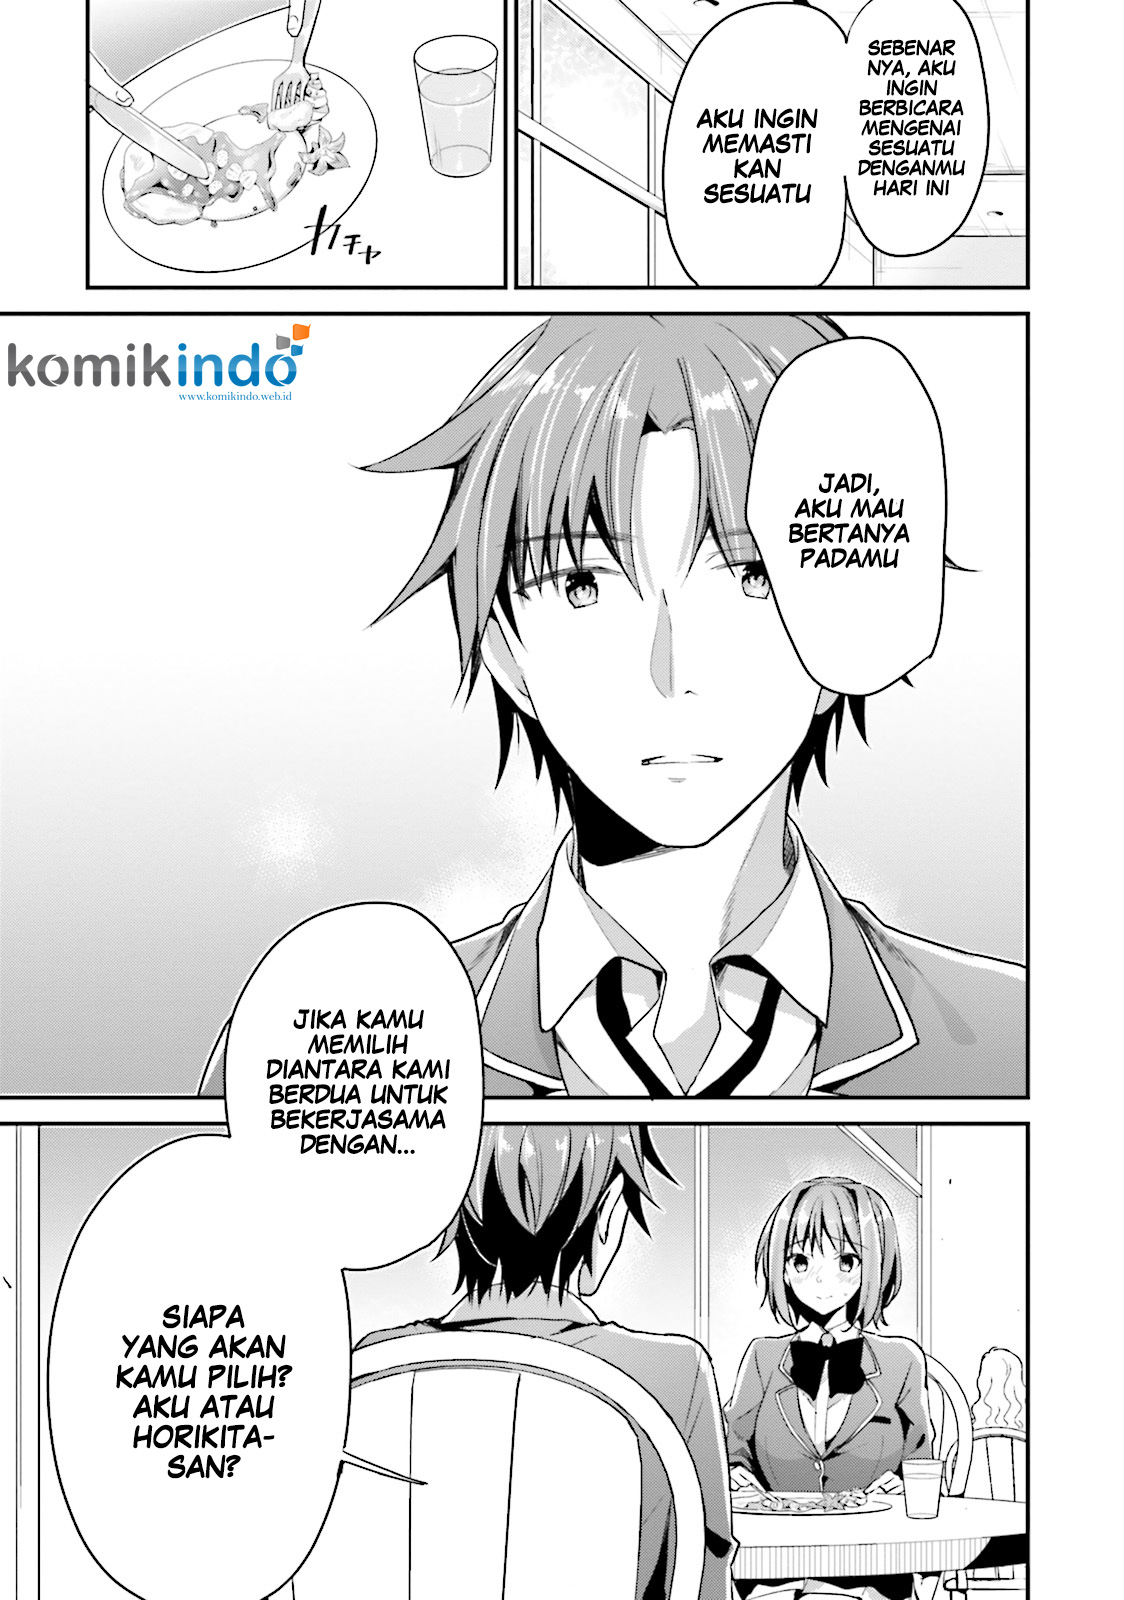 SEBENAR
NYA, AKU
INGIN
BERBICARA
MENGENAI
SESUATU
DENGANMU
HARI INI
AKU INGIN
MEMASTI
KAN
SESUATU
カチャ
komikindo
www.komikindo.web.id
JADI,
AKU MAU
BERTANYA
PADAMU
JIKA KAMU
MEMILIH
DIANTARA KAMI
BERDUA UNTUK
BEKERJASAMA
DENGAN...
SIAPA
YANG AKAN
KAMU PILIH?
AKU ATAU
HORIKITA-
SAN?